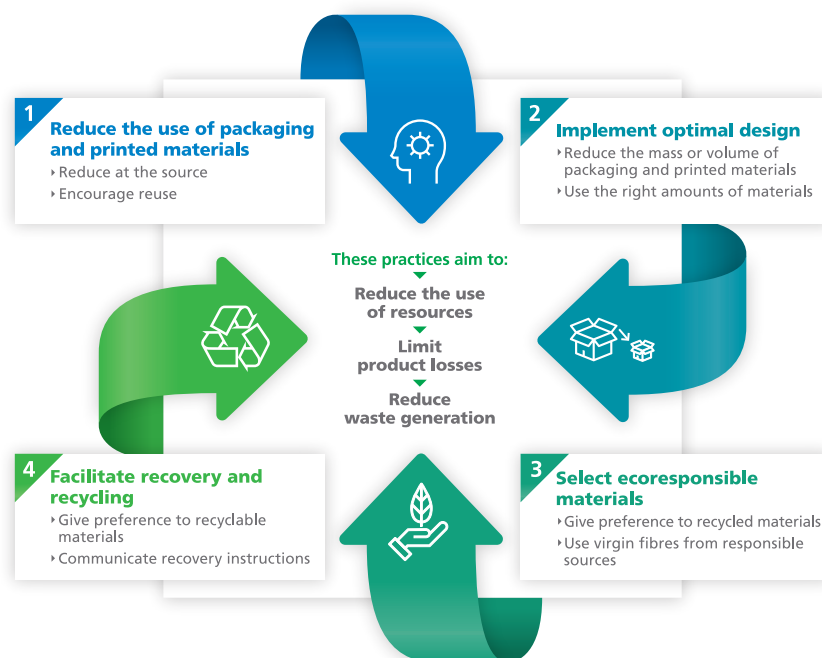 1
Reduce the use of packaging
and printed materials
‣ Reduce at the source
‣ Encourage reuse
2
Implement optimal design
‣ Reduce the mass or volume of
packaging and printed materials
‣ Use the right amounts of materials
These practices aim to:
Reduce the use
of resources
Limit
product losses
Reduce
waste generation
4
Facilitate recovery and
recycling
‣ Give preference to recyclable
materials
‣ Communicate recovery instructions
3
Select ecoresponsible
materials
‣ Give preference to recycled materials
‣ Use virgin fibres from responsible
sources